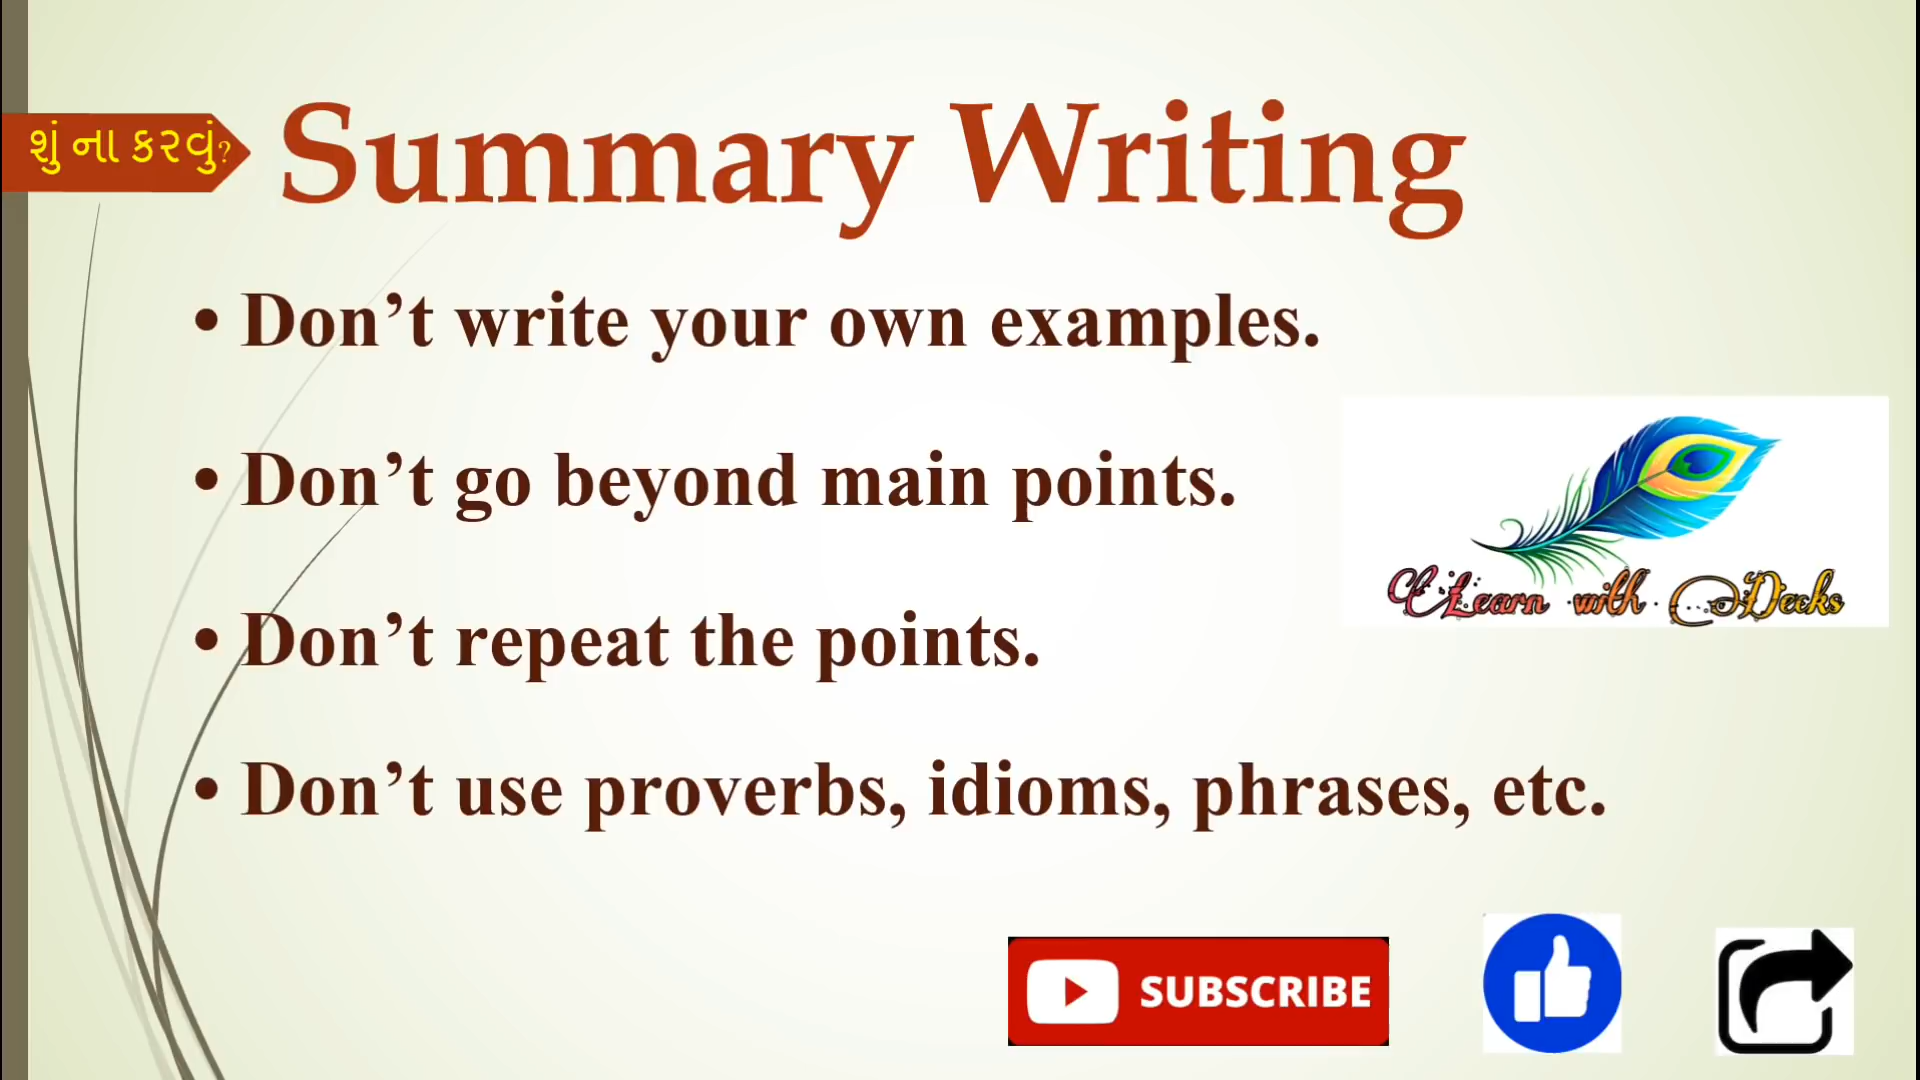 શું ના કરવું?
Summary Writing
• Don’t write your own examples.
• Don’t go beyond main points.
• Don’t repeat the points.
• Don’t use proverbs, idioms, phrases, etc.
Learn with Deeks
SUBSCRIBE